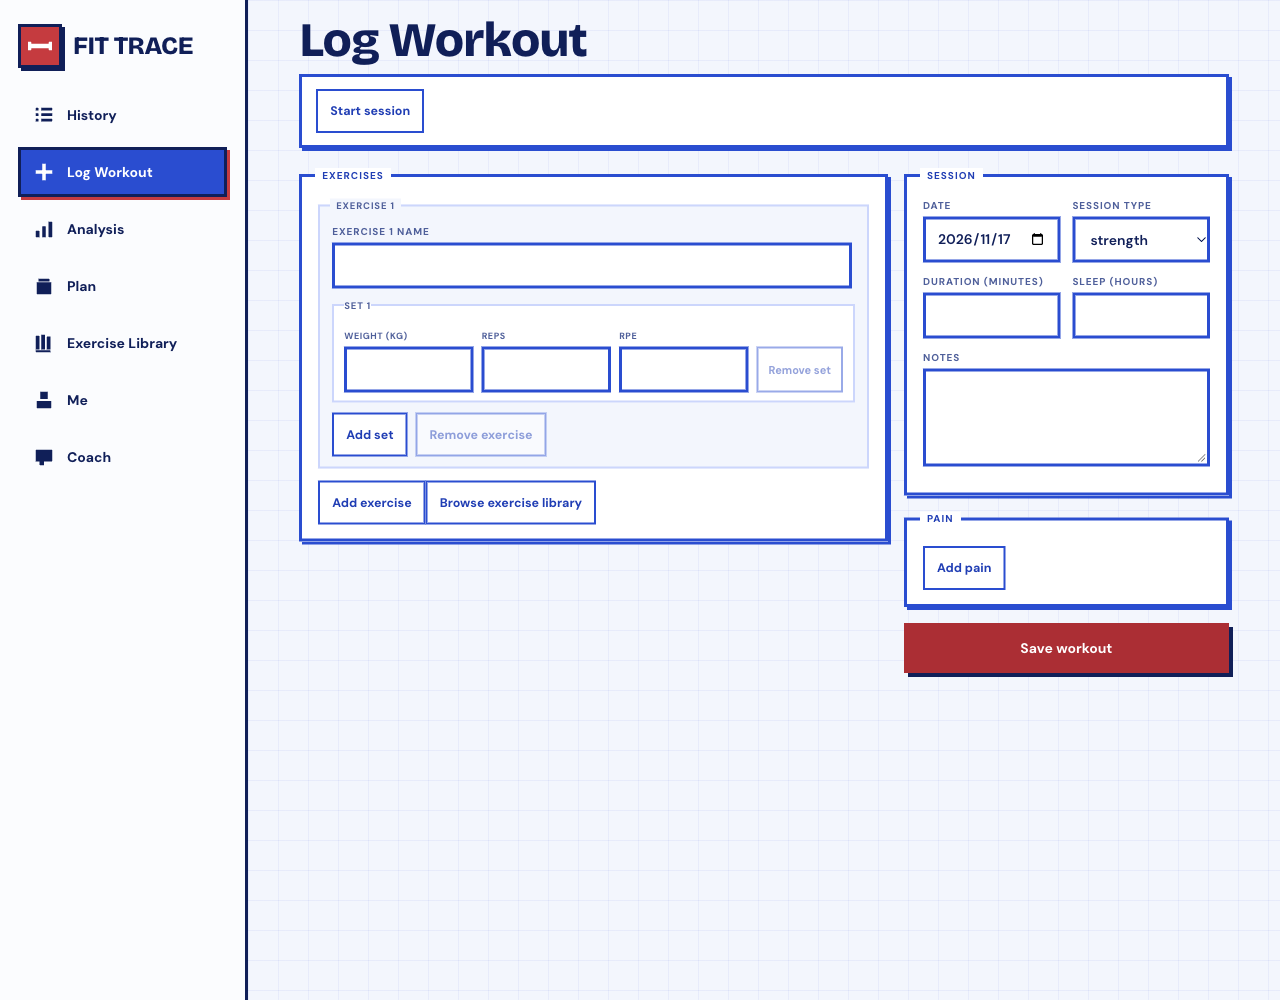 FIT TRACE
History
Log Workout
Analysis
Plan
Exercise Library
Me
Coach
Log Workout
Start session
EXERCISES
EXERCISE 1
EXERCISE 1 NAME
SET 1
WEIGHT (KG) REPS RPE
Remove set
Add set Remove exercise
Add exercise Browse exercise library
SESSION
DATE SESSION TYPE
2026/11/17 strength
DURATION (MINUTES) SLEEP (HOURS)
NOTES
PAIN
Add pain
Save workout